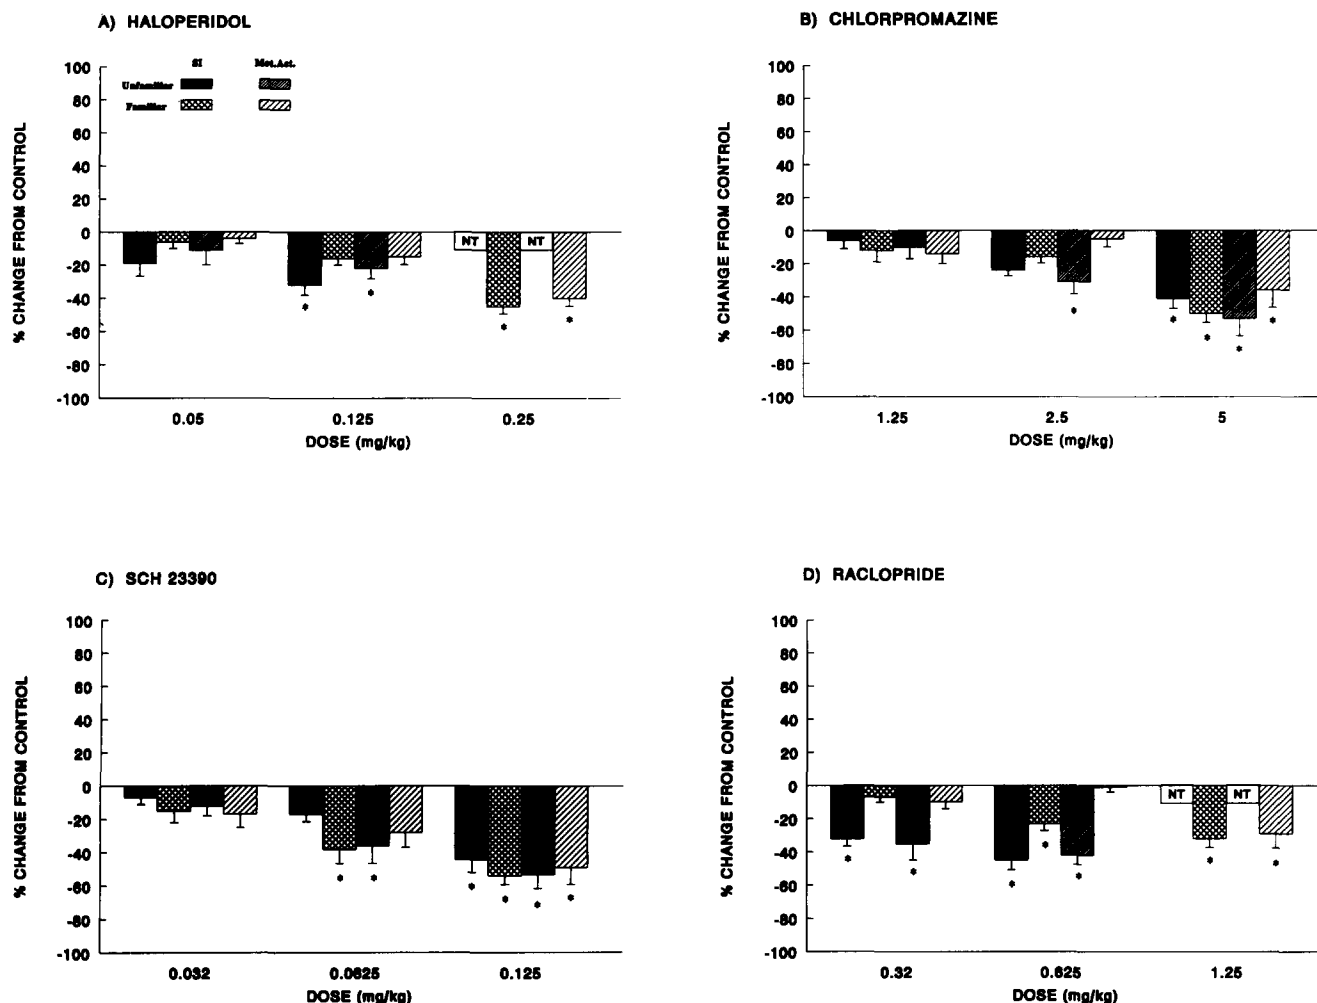 A) HALOPERIDOL
SI Mot.Act.
Unfamiliar
Familiar
% CHANGE FROM CONTROL
100
80
60
40
20
0
-20
-40
-60
-80
-100
NT NT
* * * *
0.05 0.125 0.25
DOSE (mg/kg)
B) CHLORPROMAZINE
% CHANGE FROM CONTROL
100
80
60
40
20
0
-20
-40
-60
-80
-100
* * * * *
1.25 2.5 5
DOSE (mg/kg)
C) SCH 23390
% CHANGE FROM CONTROL
100
80
60
40
20
0
-20
-40
-60
-80
-100
* * * * * *
0.032 0.0625 0.125
DOSE (mg/kg)
D) RACLOPRIDE
% CHANGE FROM CONTROL
100
80
60
40
20
0
-20
-40
-60
-80
-100
NT NT
* * * * * * *
0.32 0.625 1.25
DOSE (mg/kg)